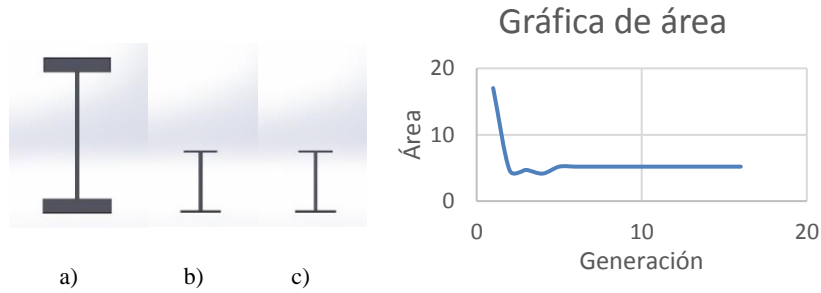 a) b) c)
Gráfica de área
Área
20
10
0
0 10 20
Generación